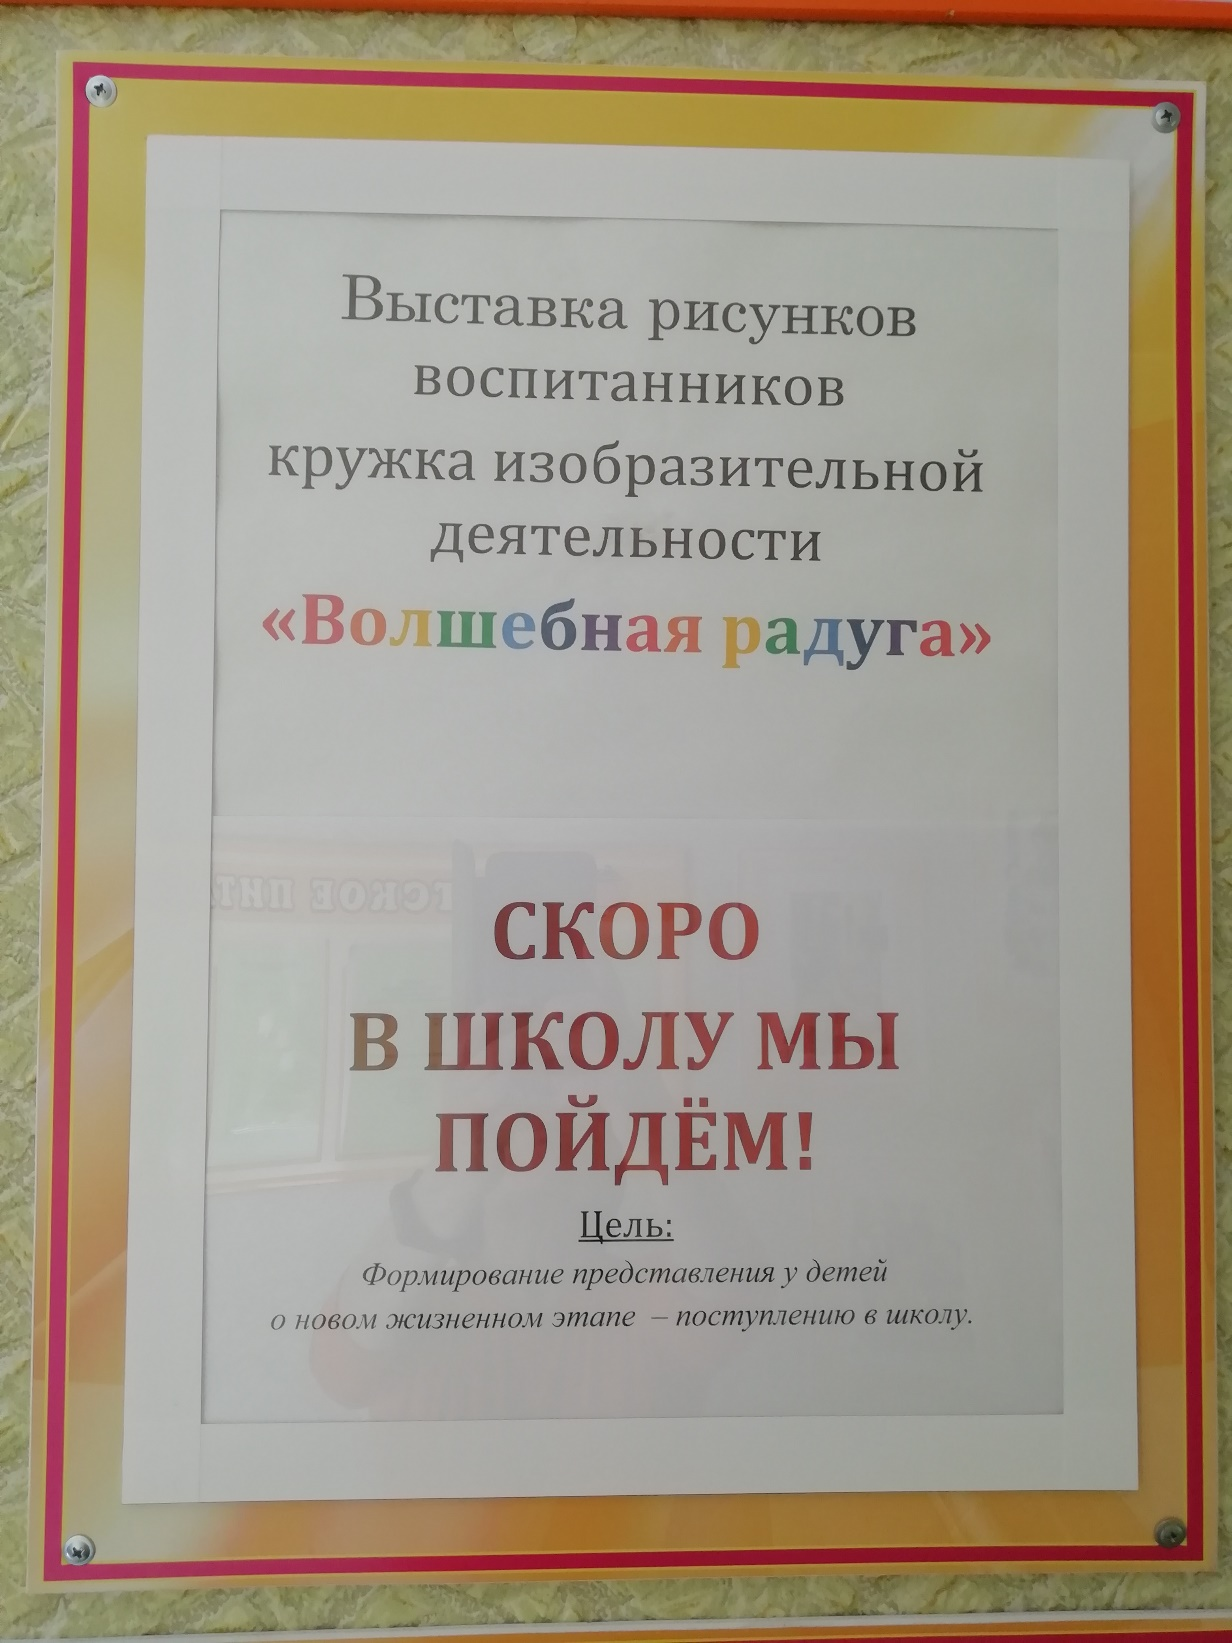 Выставка рисунков
воспитанников
кружка изобразительной
деятельности
«Волшебная радуга»
СКОРО
В ШКОЛУ МЫ
ПОЙДЁМ!
Цель:
Формирование представления у детей
о новом жизненном этапе – поступлению в школу.